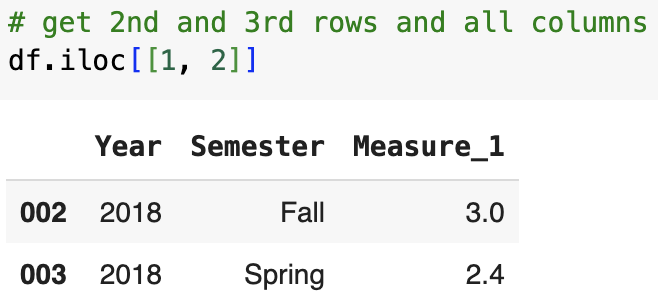 # get 2nd and 3rd rows and all columns
df.iloc[[1, 2]]
Year Semester Measure_1
002 2018 Fall 3.0
003 2018 Spring 2.4